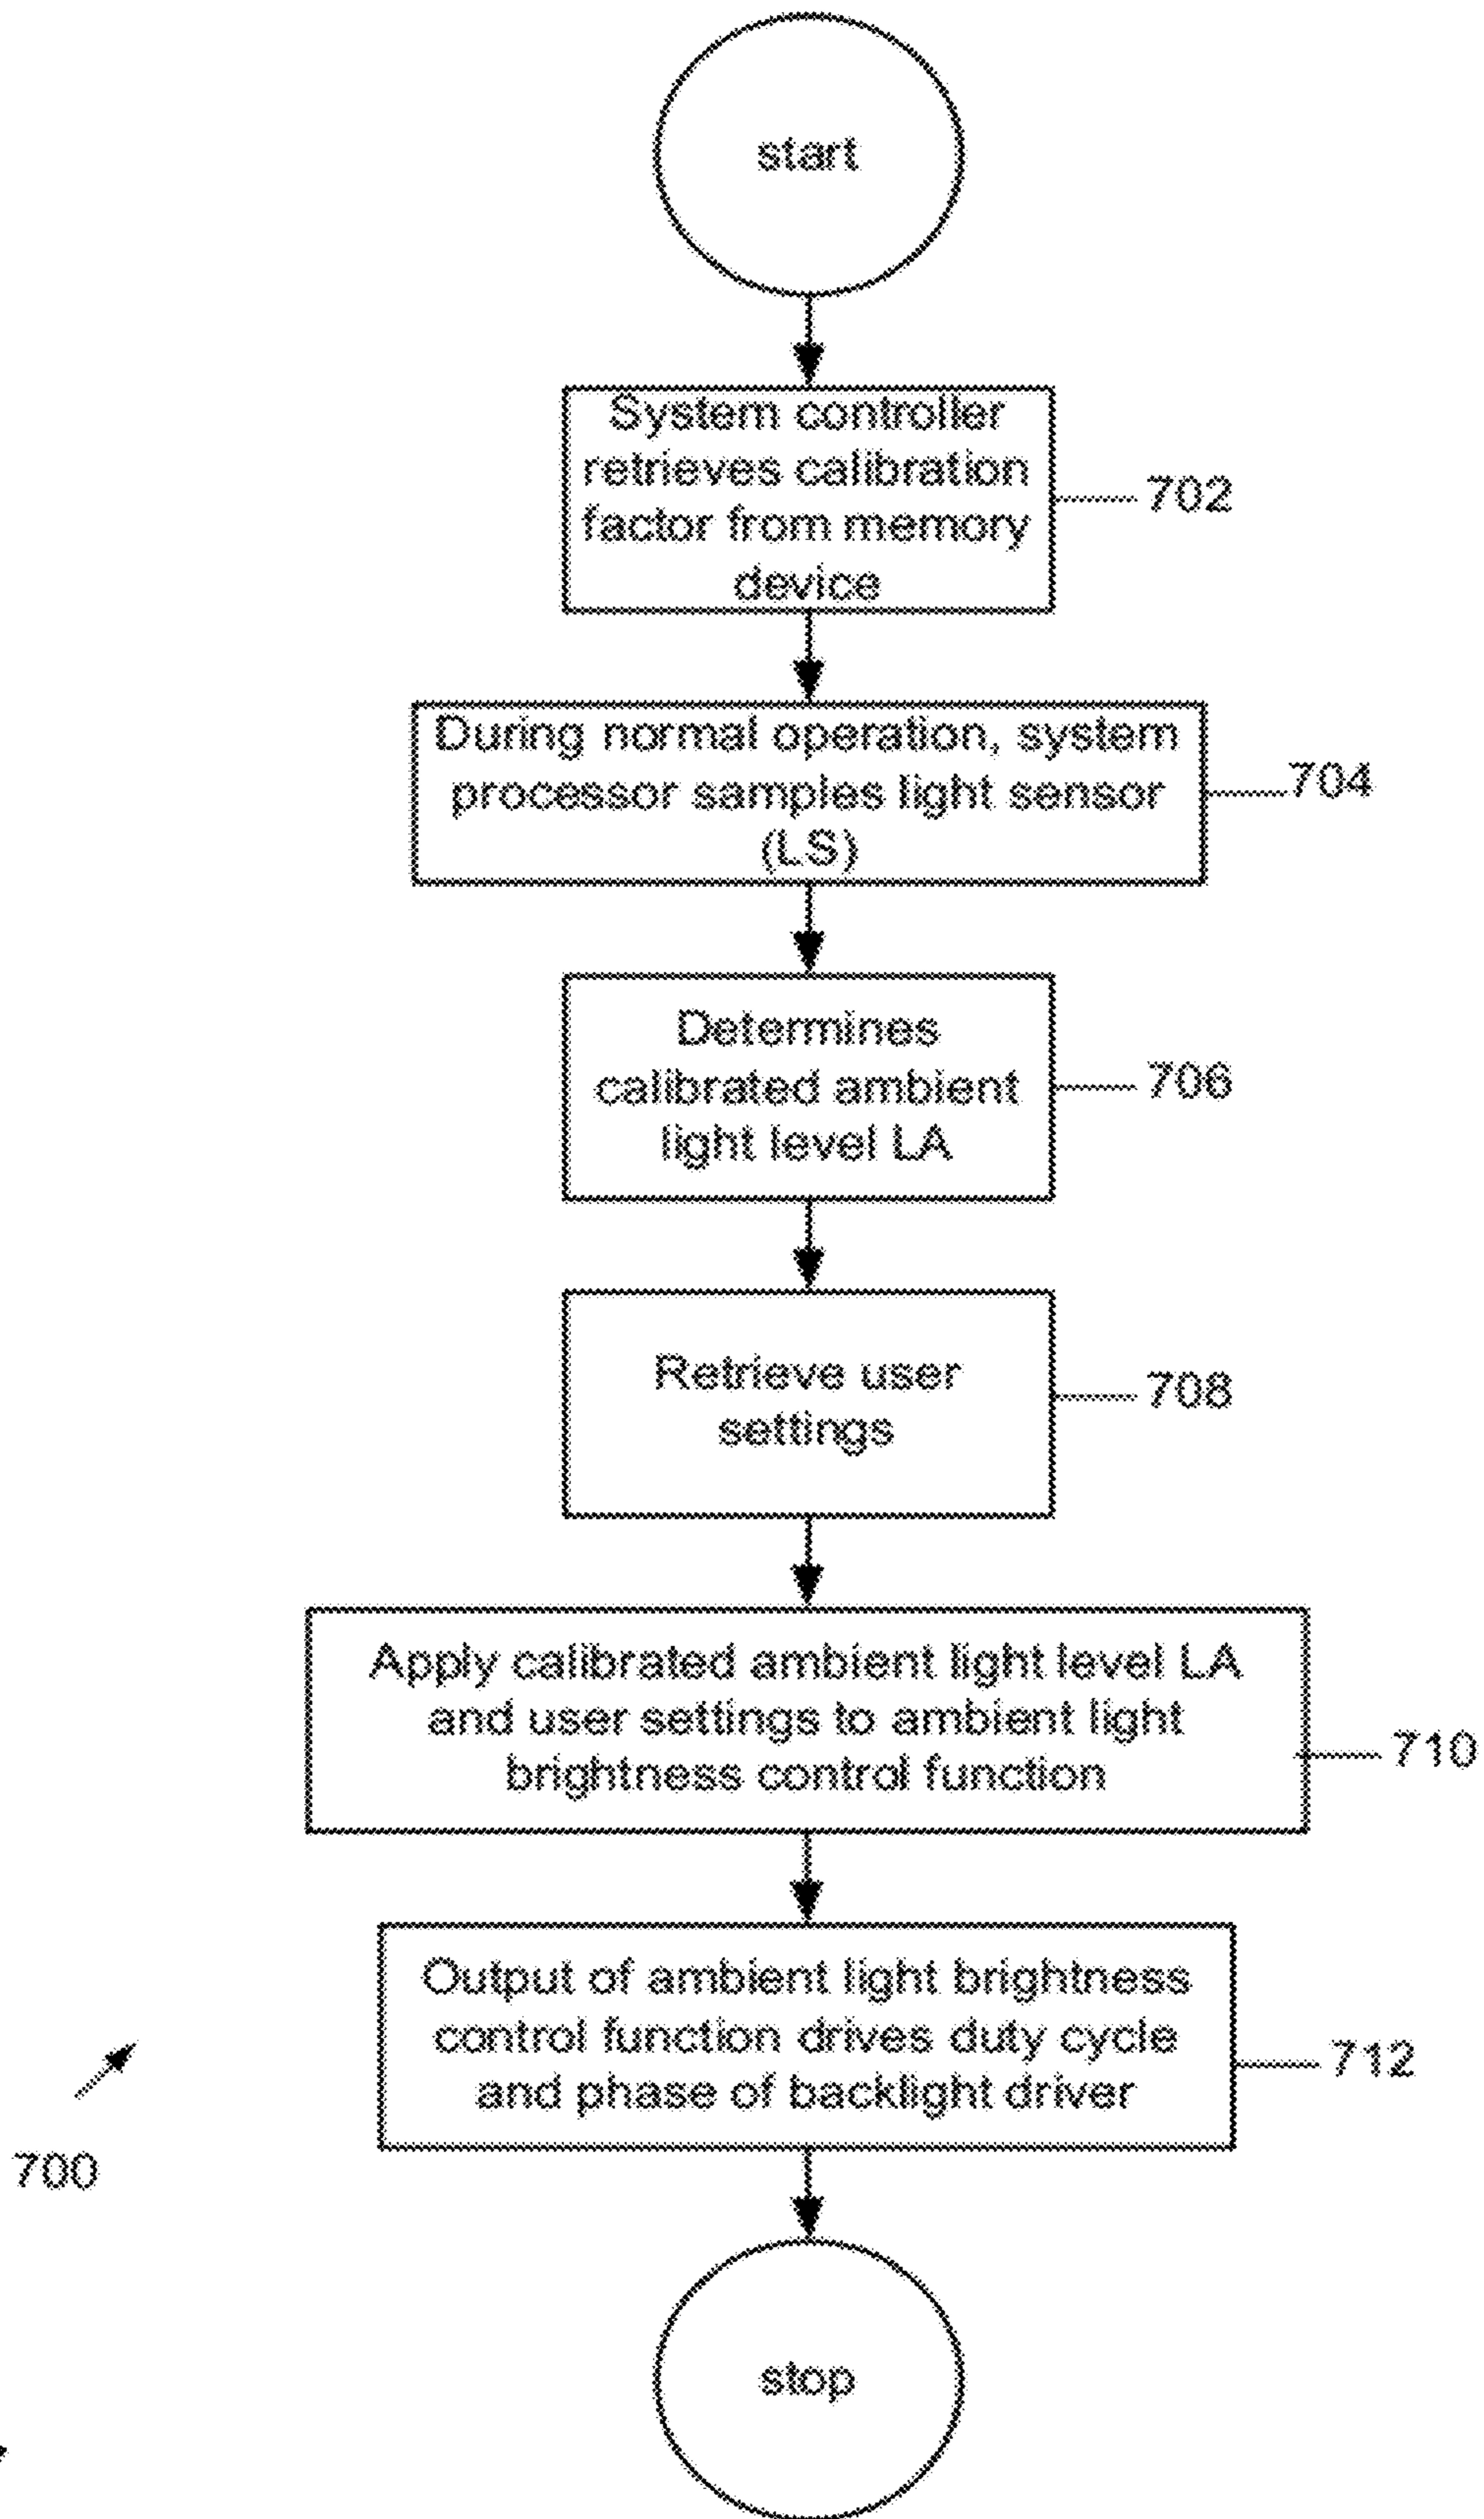 start
System controller
retrieves calibration
factor from memory
device
702
During normal operation, system
processor samples light sensor
(LS)
704
Determines
calibrated ambient
light level LA
706
Retrieve user
settings
708
Apply calibrated ambient light level LA
and user settings to ambient light
brightness control function
710
Output of ambient light brightness
control function drives duty cycle
and phase of backlight driver
712
700
stop